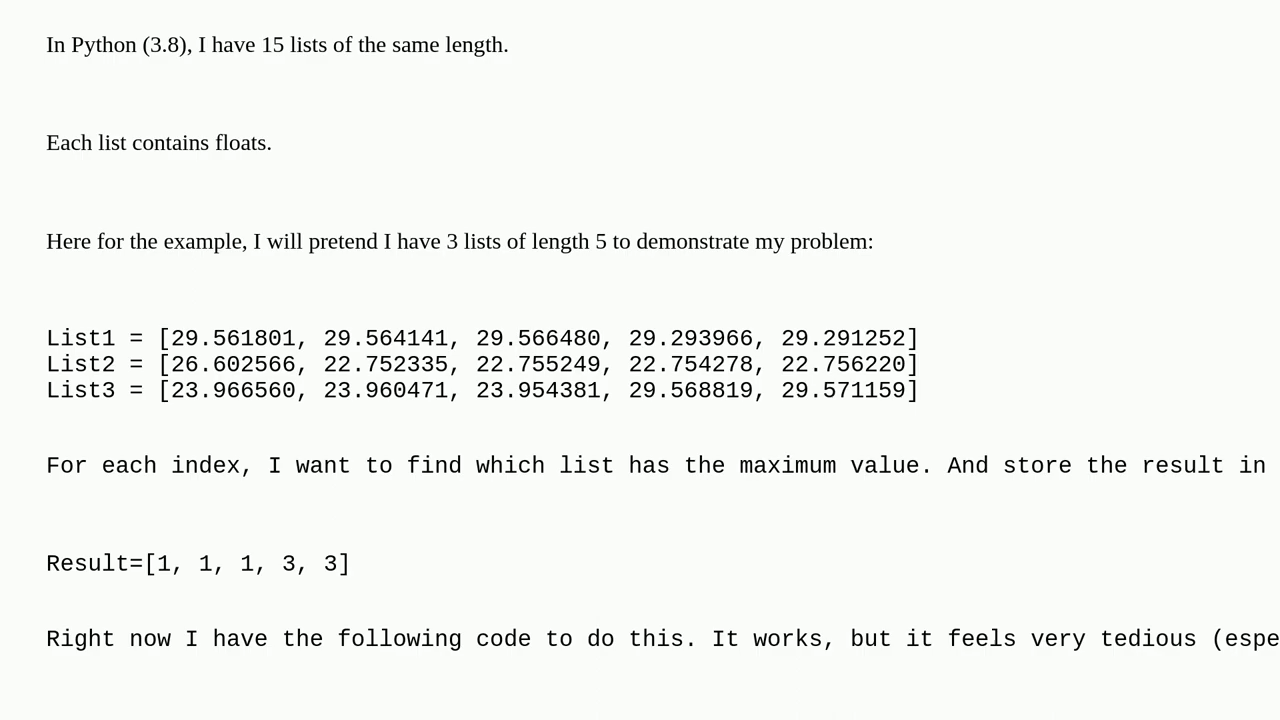 In Python (3.8), I have 15 lists of the same length.
Each list contains floats.
Here for the example, I will pretend I have 3 lists of length 5 to demonstrate my problem:
List1 = [29.561801, 29.564141, 29.566480, 29.293966, 29.291252]
List2 = [26.602566, 22.752335, 22.755249, 22.754278, 22.756220]
List3 = [23.966560, 23.960471, 23.954381, 29.568819, 29.571159]
For each index, I want to find which list has the maximum value. And store the result in
Result=[1, 1, 1, 3, 3]
Right now I have the following code to do this. It works, but it feels very tedious (espe